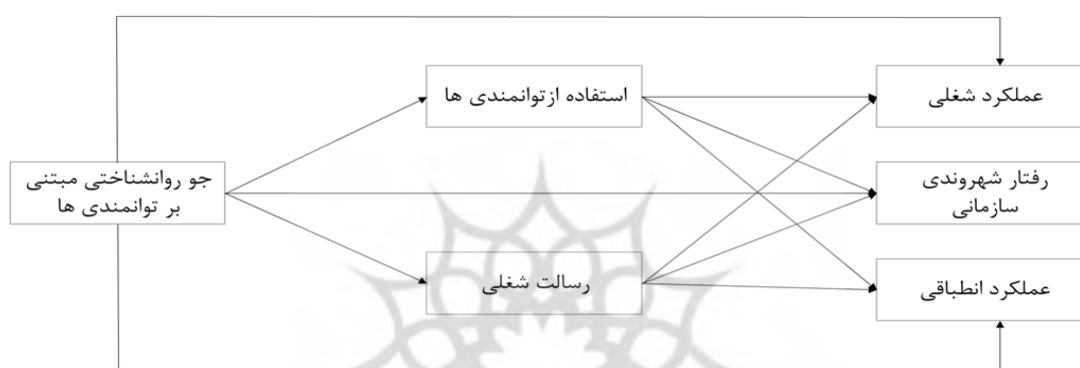 عملکرد شغلی
استفاده ازتوانمندی ها
جو روانشناختی مبتنی
بر توانمندی ها
رفتار شهروندی
سازمانی
رسالت شغلی
عملکرد انطباقی